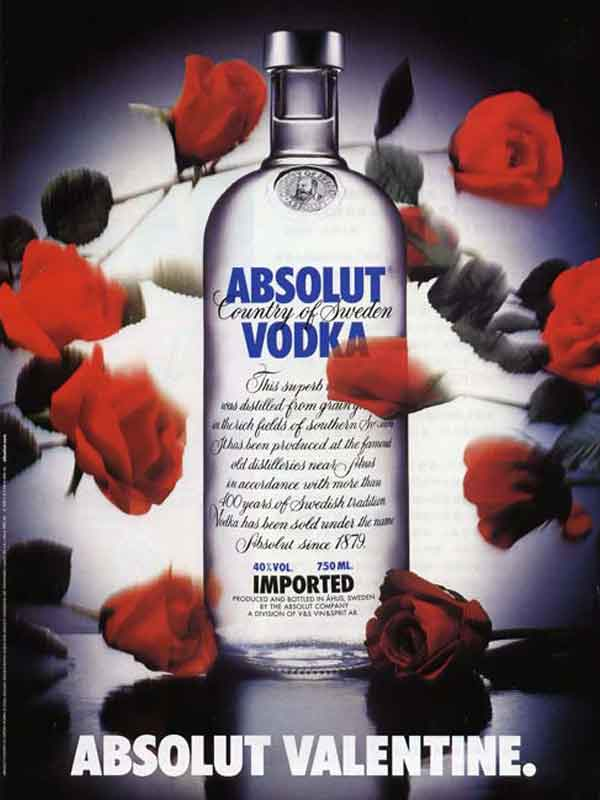 ABSOLUT
Country of Sweden
VODKA
This superb
was distilled from grain
in the rich fields of southern
It has been produced at the famous
old distilleries near Åhus
in accordance with more than
400 years of Swedish tradition
Vodka has been sold under the name
Absolut since 1879.
40%VOL. 750 ML.
IMPORTED
PRODUCED AND BOTTLED IN ÅHUS, SWEDEN
BY THE ABSOLUT COMPANY
A DIVISION OF V&S VIN&SPRIT AB.
ABSOLUT VALENTINE.